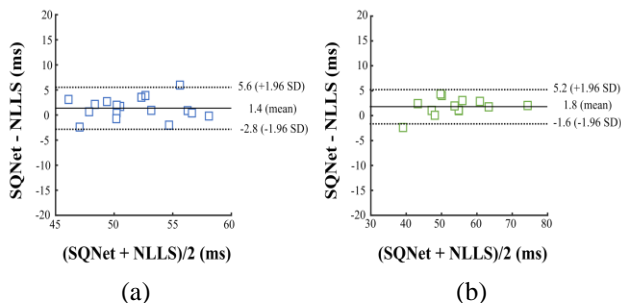 (a)
20
15
10
5
0
-5
-10
-15
-20
SQNet - NLLS (ms)
5.6 (+1.96 SD)
1.4 (mean)
-2.8 (-1.96 SD)
45 50 55 60
(SQNet + NLLS)/2 (ms)
(a)
(b)
20
15
10
5
0
-5
-10
-15
-20
SQNet - NLLS (ms)
5.2 (+1.96 SD)
1.8 (mean)
-1.6 (-1.96 SD)
30 40 50 60 70 80
(SQNet + NLLS)/2 (ms)
(b)